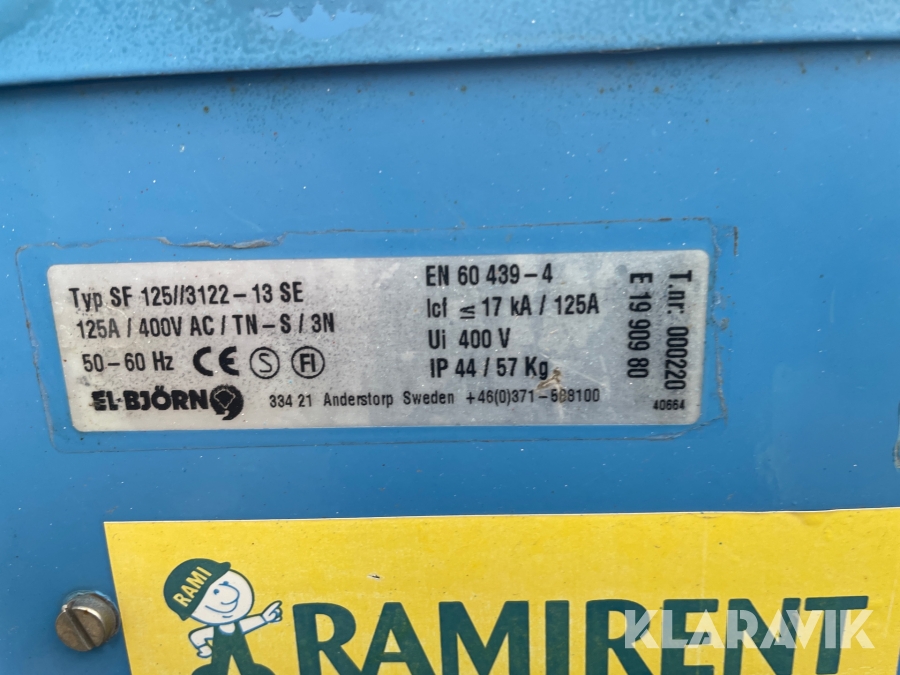 Typ SF 125//3122-13 SE
125A / 400V AC / TN-S / 3N
50-60 Hz CE S FI
EL-BJÖRN
334 21 Anderstorp Sweden +46(0)371-588100
EN 60 439-4
Icf ≤ 17 kA / 125A
Ui 400 V
IP 44 / 57 Kg
T.nr: 000220
E 19 909 80
40664
RAMI
RAMIRENT
KLARAVIK